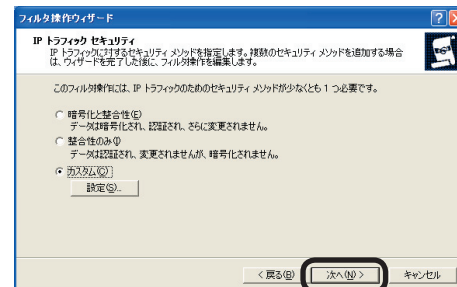 フィルタ操作ウィザード
IP トラフィック セキュリティ
IP トラフィックに対するセキュリティ メソッドを指定します。複数のセキュリティ メソッドを追加する場合
は、ウィザードを完了した後に、フィルタ操作を編集します。
このフィルタ操作には、IP トラフィックのためのセキュリティ メソッドが少なくとも 1 つ必要です。
暗号化と整合性(E)
データは暗号化され、認証され、さらに変更されません。
整合性のみ(I)
データは認証され、変更されませんが、暗号化されません。
カスタム(C)
設定(S)...
< 戻る(B) 次へ(N) > キャンセル